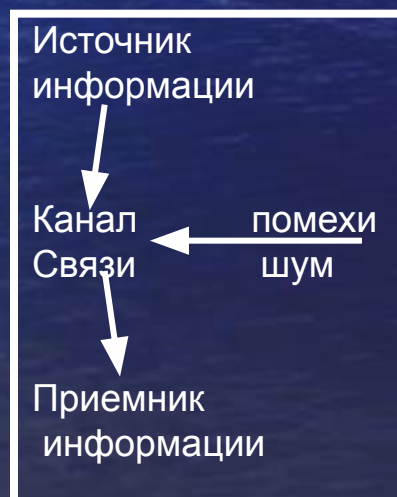 Источник
информации
Канал помехи
Связи шум
Приемник
информации